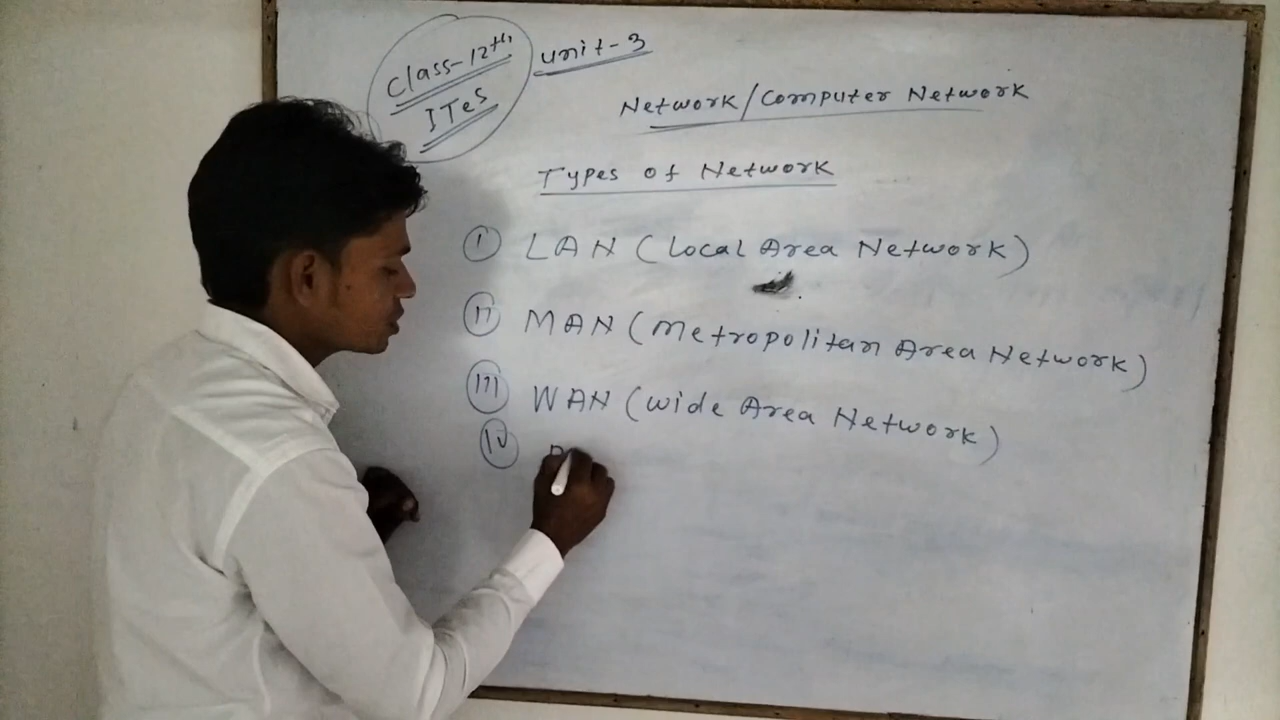 Class-12th
ITes
unit-3
Network/Computer Network
Types of Network
I LAN (Local Area Network)
II MAN (Metropolitan Area Network)
III WAN (Wide Area Network)
IV